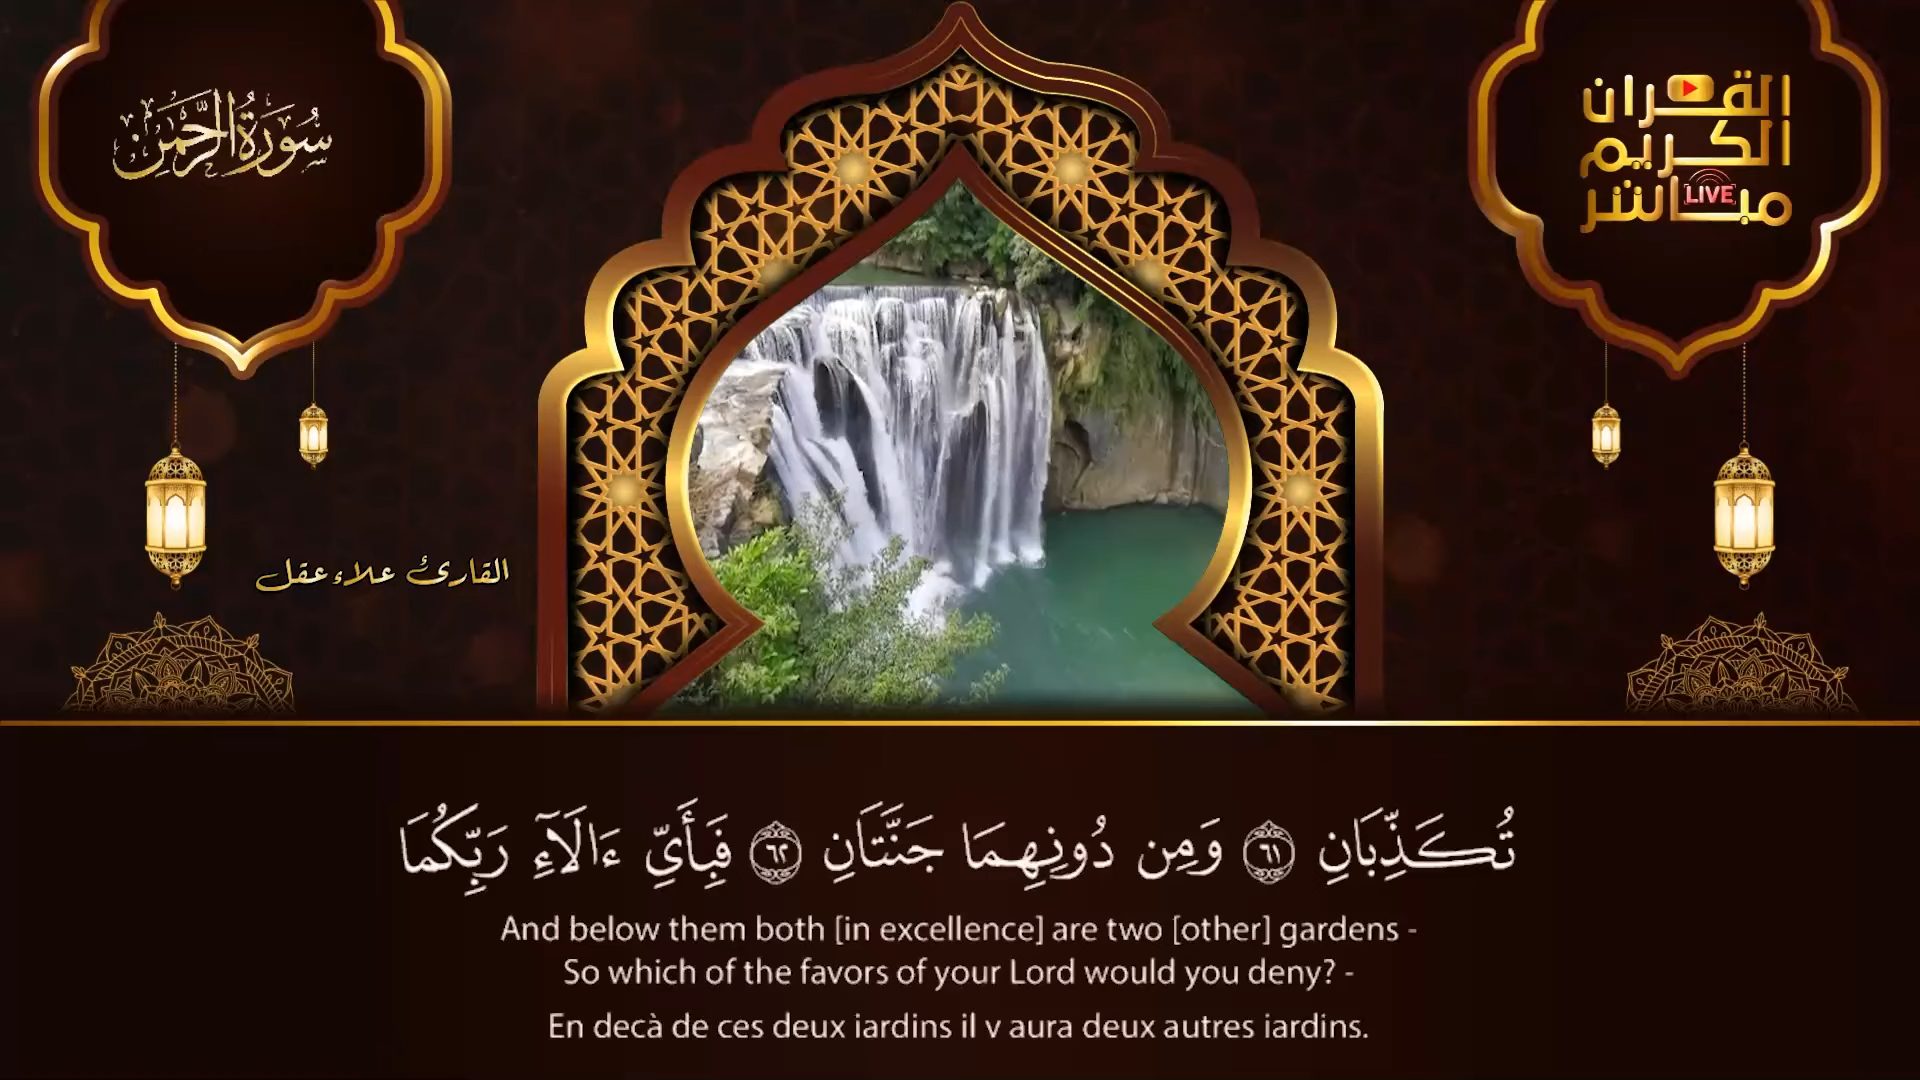 سُورَةُ الرَّحْمَٰن
القرآن
الكريم
مباشر
LIVE
القارئ علاء عقل
تُكَذِّبَانِ ٦١ وَمِن دُونِهِمَا جَنَّتَانِ ٦٢ فَبِأَيِّ ءَالَآءِ رَبِّكُمَا
And below them both [in excellence] are two [other] gardens -
So which of the favors of your Lord would you deny? -
En decà de ces deux jardins il y aura deux autres jardins.